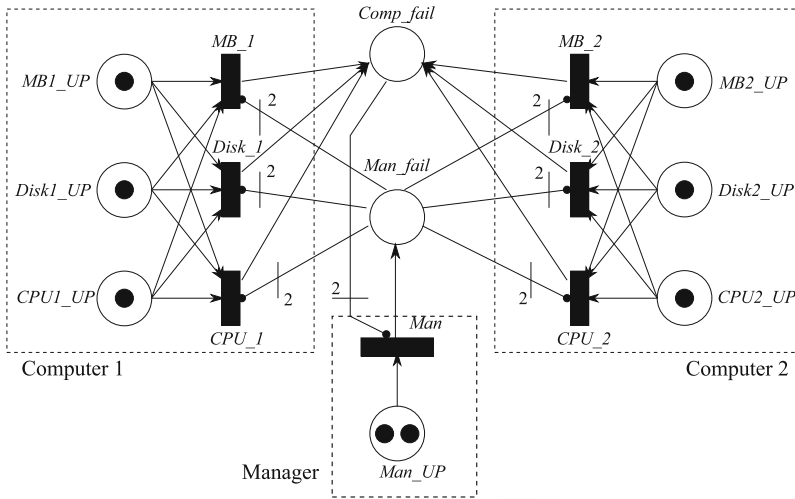 Comp_fail
MB_1
MB_2
MB1_UP
2
2
MB2_UP
Disk_1
Disk_2
Man_fail
Disk1_UP
2
2
Disk2_UP
CPU1_UP
2
2
2
CPU2_UP
CPU_1
Man
CPU_2
Computer 1
Computer 2
Manager
Man_UP